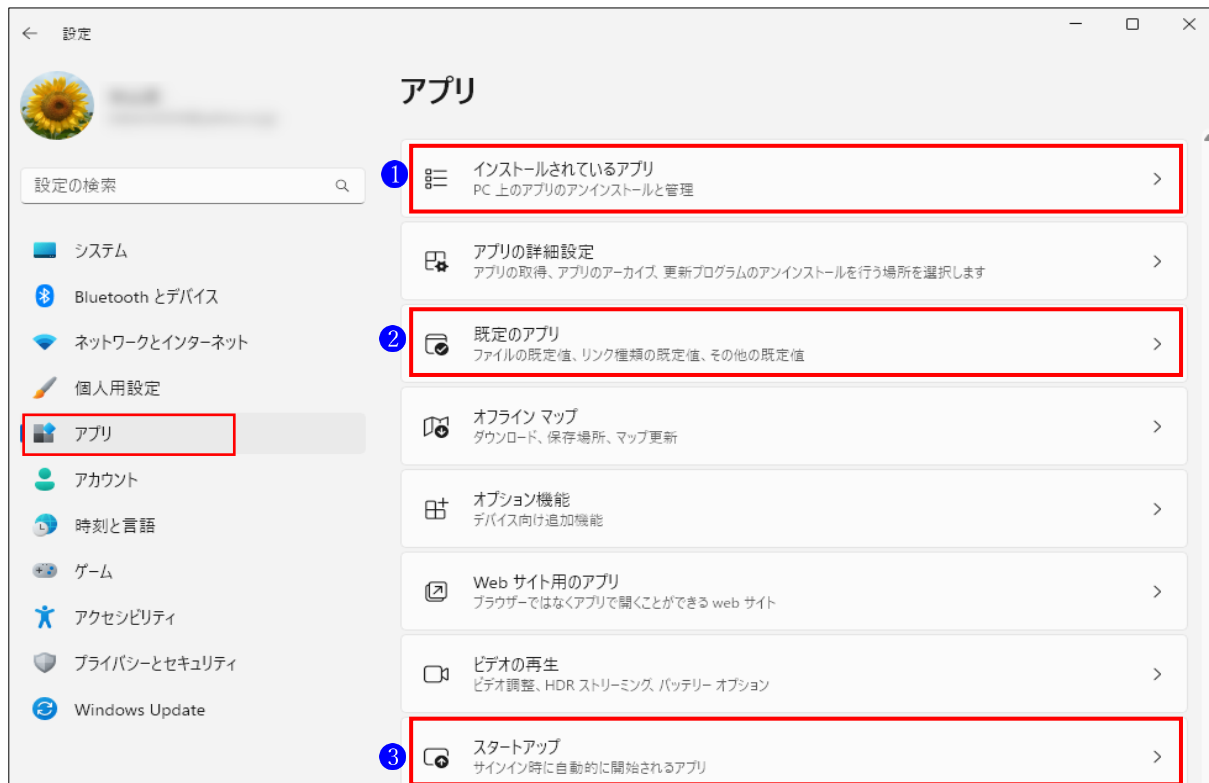 設定
アプリ
設定の検索
システム
Bluetooth とデバイス
ネットワークとインターネット
個人用設定
アプリ
アカウント
時刻と言語
ゲーム
アクセシビリティ
プライバシーとセキュリティ
Windows Update
1
インストールされているアプリ
PC 上のアプリのアンインストールと管理
アプリの詳細設定
アプリの取得、アプリのアーカイブ、更新プログラムのアンインストールを行う場所を選択します
2
既定のアプリ
ファイルの既定値、リンク種類の既定値、その他の既定値
オフライン マップ
ダウンロード、保存場所、マップ更新
オプション機能
デバイス向け追加機能
Web サイト用のアプリ
ブラウザーではなくアプリで開くことができる web サイト
ビデオの再生
ビデオ調整、HDR ストリーミング、バッテリー オプション
3
スタートアップ
サインイン時に自動的に開始されるアプリ